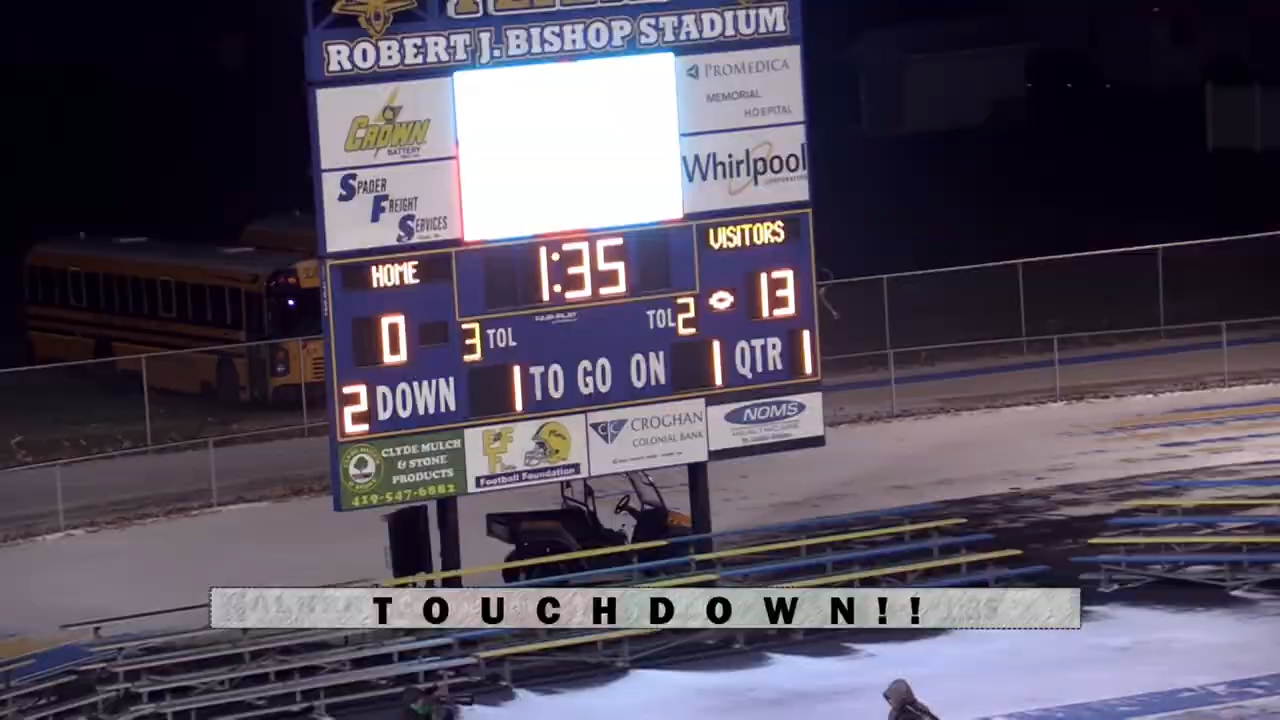 ROBERT J. BISHOP STADIUM
CROWN
BATTERY
PROMEDICA
MEMORIAL
HOSPITAL
SPADER
FREIGHT
SERVICES
Whirlpool
CORPORATION
HOME
1:35
VISITORS
0
3 TOL
TOL 2
13
2 DOWN
1 TO GO ON 1
QTR 1
CLYDE MULCH
& STONE
PRODUCTS
419-547-6882
Football Foundation
CROGHAN
COLONIAL BANK
NOMS
TOUCHDOWN!!